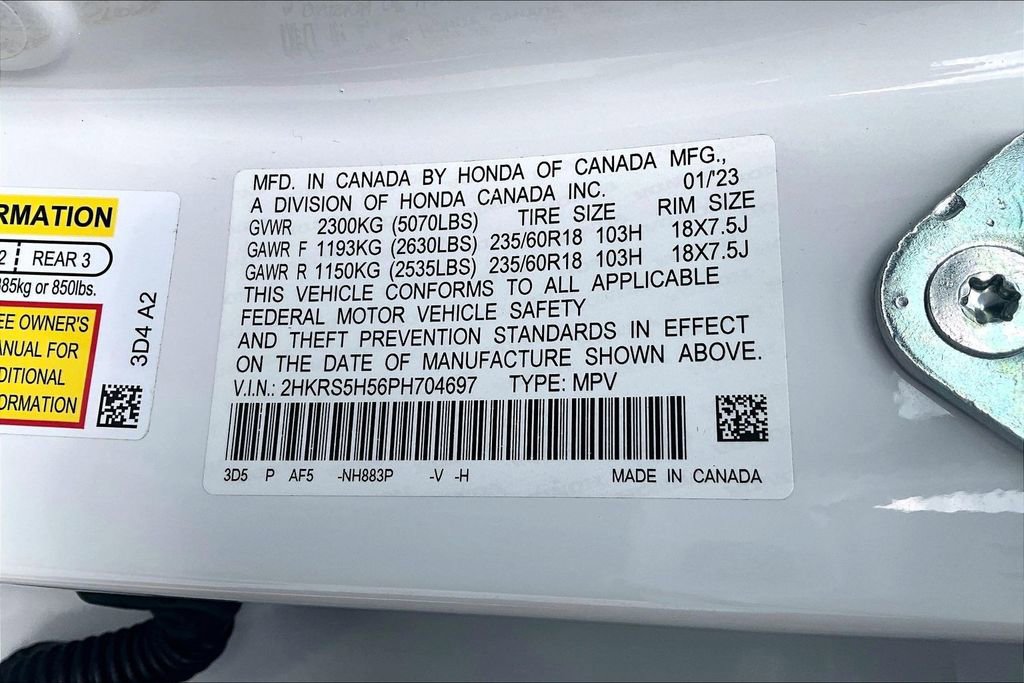 RMATION
2 REAR 3
385kg or 850lbs.
EE OWNER'S
ANUAL FOR
DDITIONAL
FORMATION
3D4 A2
MFD. IN CANADA BY HONDA OF CANADA MFG.,
A DIVISION OF HONDA CANADA INC. 01/'23
GVWR 2300KG (5070LBS) TIRE SIZE RIM SIZE
GAWR F 1193KG (2630LBS) 235/60R18 103H 18X7.5J
GAWR R 1150KG (2535LBS) 235/60R18 103H 18X7.5J
THIS VEHICLE CONFORMS TO ALL APPLICABLE
FEDERAL MOTOR VEHICLE SAFETY
AND THEFT PREVENTION STANDARDS IN EFFECT
ON THE DATE OF MANUFACTURE SHOWN ABOVE.
V.I.N.: 2HKRS5H56PH704697 TYPE: MPV
3D5 P AF5 -NH883P -V -H MADE IN CANADA